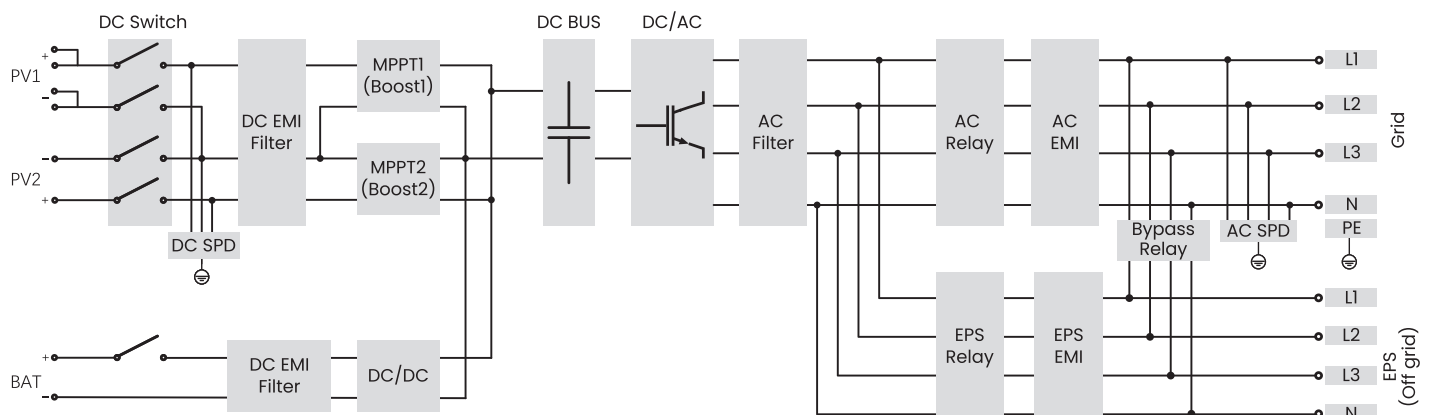 DC Switch
DC BUS
DC/AC
PV1
+
−
PV2
−
+
DC EMI
Filter
MPPT1
(Boost1)
MPPT2
(Boost2)
DC SPD
AC
Filter
AC
Relay
AC
EMI
L1
L2
L3
N
PE
Grid
Bypass
Relay
AC SPD
BAT
+
−
DC EMI
Filter
DC/DC
EPS
Relay
EPS
EMI
L1
L2
L3
N
EPS
(Off grid)